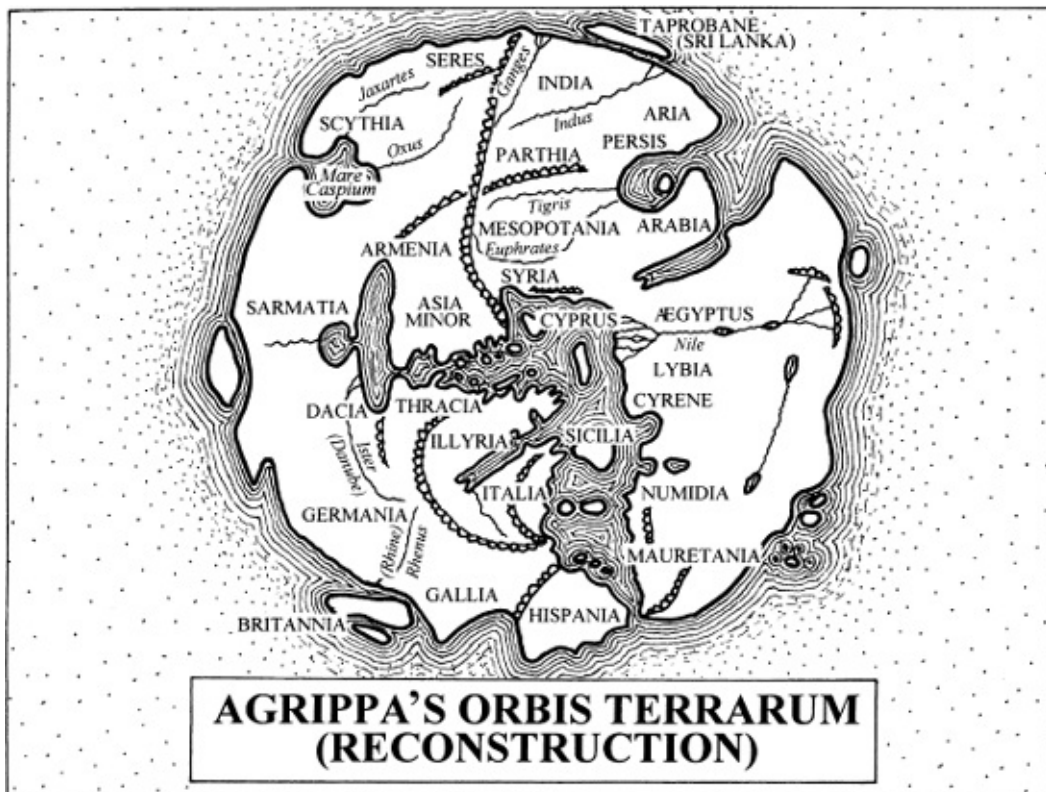 TAPROBANE
(SRI LANKA)
SERES
Ganges
INDIA
Jaxartes
SCYTHIA
Oxus
Indus
ARIA
PERSIS
PARTHIA
Mare
Caspium
Tigris
MESOPOTANIA
ARABIA
ARMENIA
Euphrates
SYRIA
SARMATIA
ASIA
MINOR
CYPRUS
ÆGYPTUS
Nile
LYBIA
DACIA
THRACIA
CYRENE
ILLYRIA
SICILIA
Ister
(Danube)
ITALIA
NUMIDIA
GERMANIA
(Rhine)
Rhenus
MAURETANIA
GALLIA
HISPANIA
BRITANNIA
AGRIPPA'S ORBIS TERRARUM
(RECONSTRUCTION)